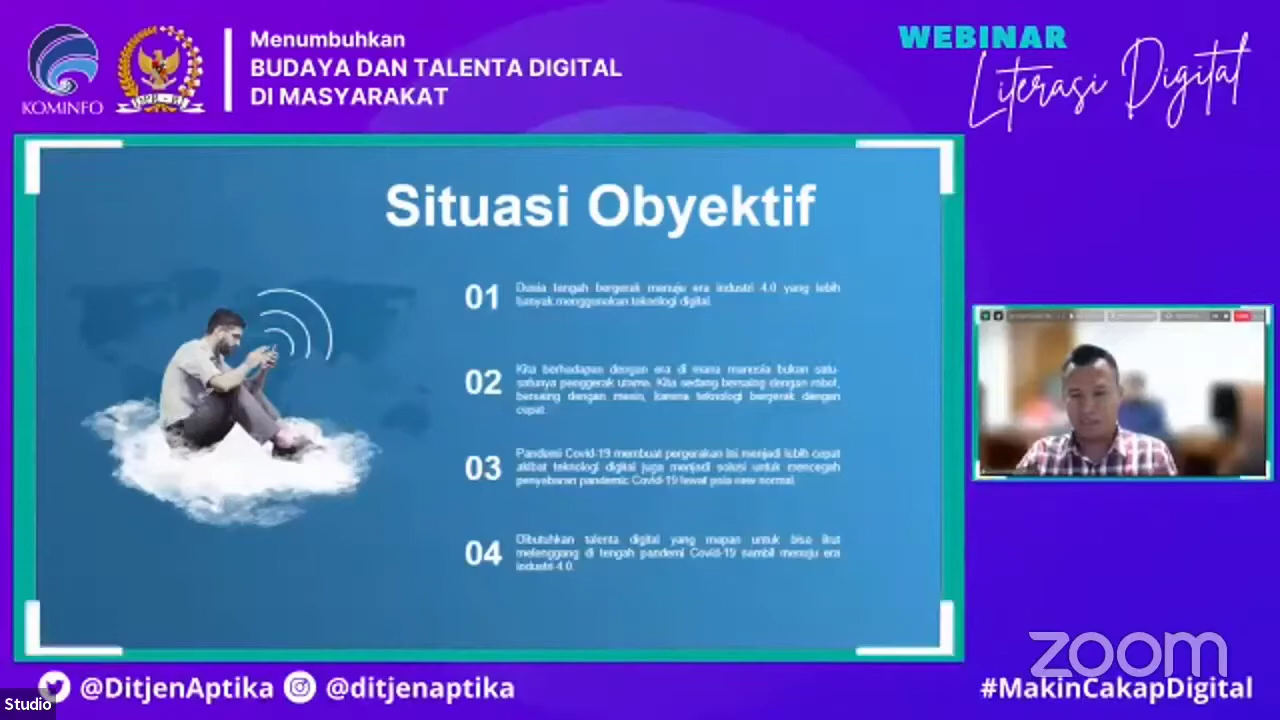 KOMINFO
Menumbuhkan
BUDAYA DAN TALENTA DIGITAL
DI MASYARAKAT
WEBINAR
Literasi Digital
Situasi Obyektif
01
Dunia tengah bergerak menuju era industri 4.0 yang lebih
banyak menggunakan teknologi digital.
02
Kita berhadapan dengan era di mana manusia bukan satu-
satunya penggerak utama. Kita sedang bersaing dengan robot,
bersaing dengan mesin, karena teknologi bergerak dengan
cepat.
03
Pandemi Covid-19 membuat pergerakan ini menjadi lebih cepat
akibat teknologi digital juga menjadi solusi untuk mencegah
penyebaran pandemic Covid-19 lewat pola new normal.
04
Dibutuhkan talenta digital yang mapan untuk bisa ikut
melenggang di tengah pandemi Covid-19 sambil menuju era
industri 4.0.
zoom
@DitjenAptika
@ditjenaptika
#MakinCakapDigital
Studio